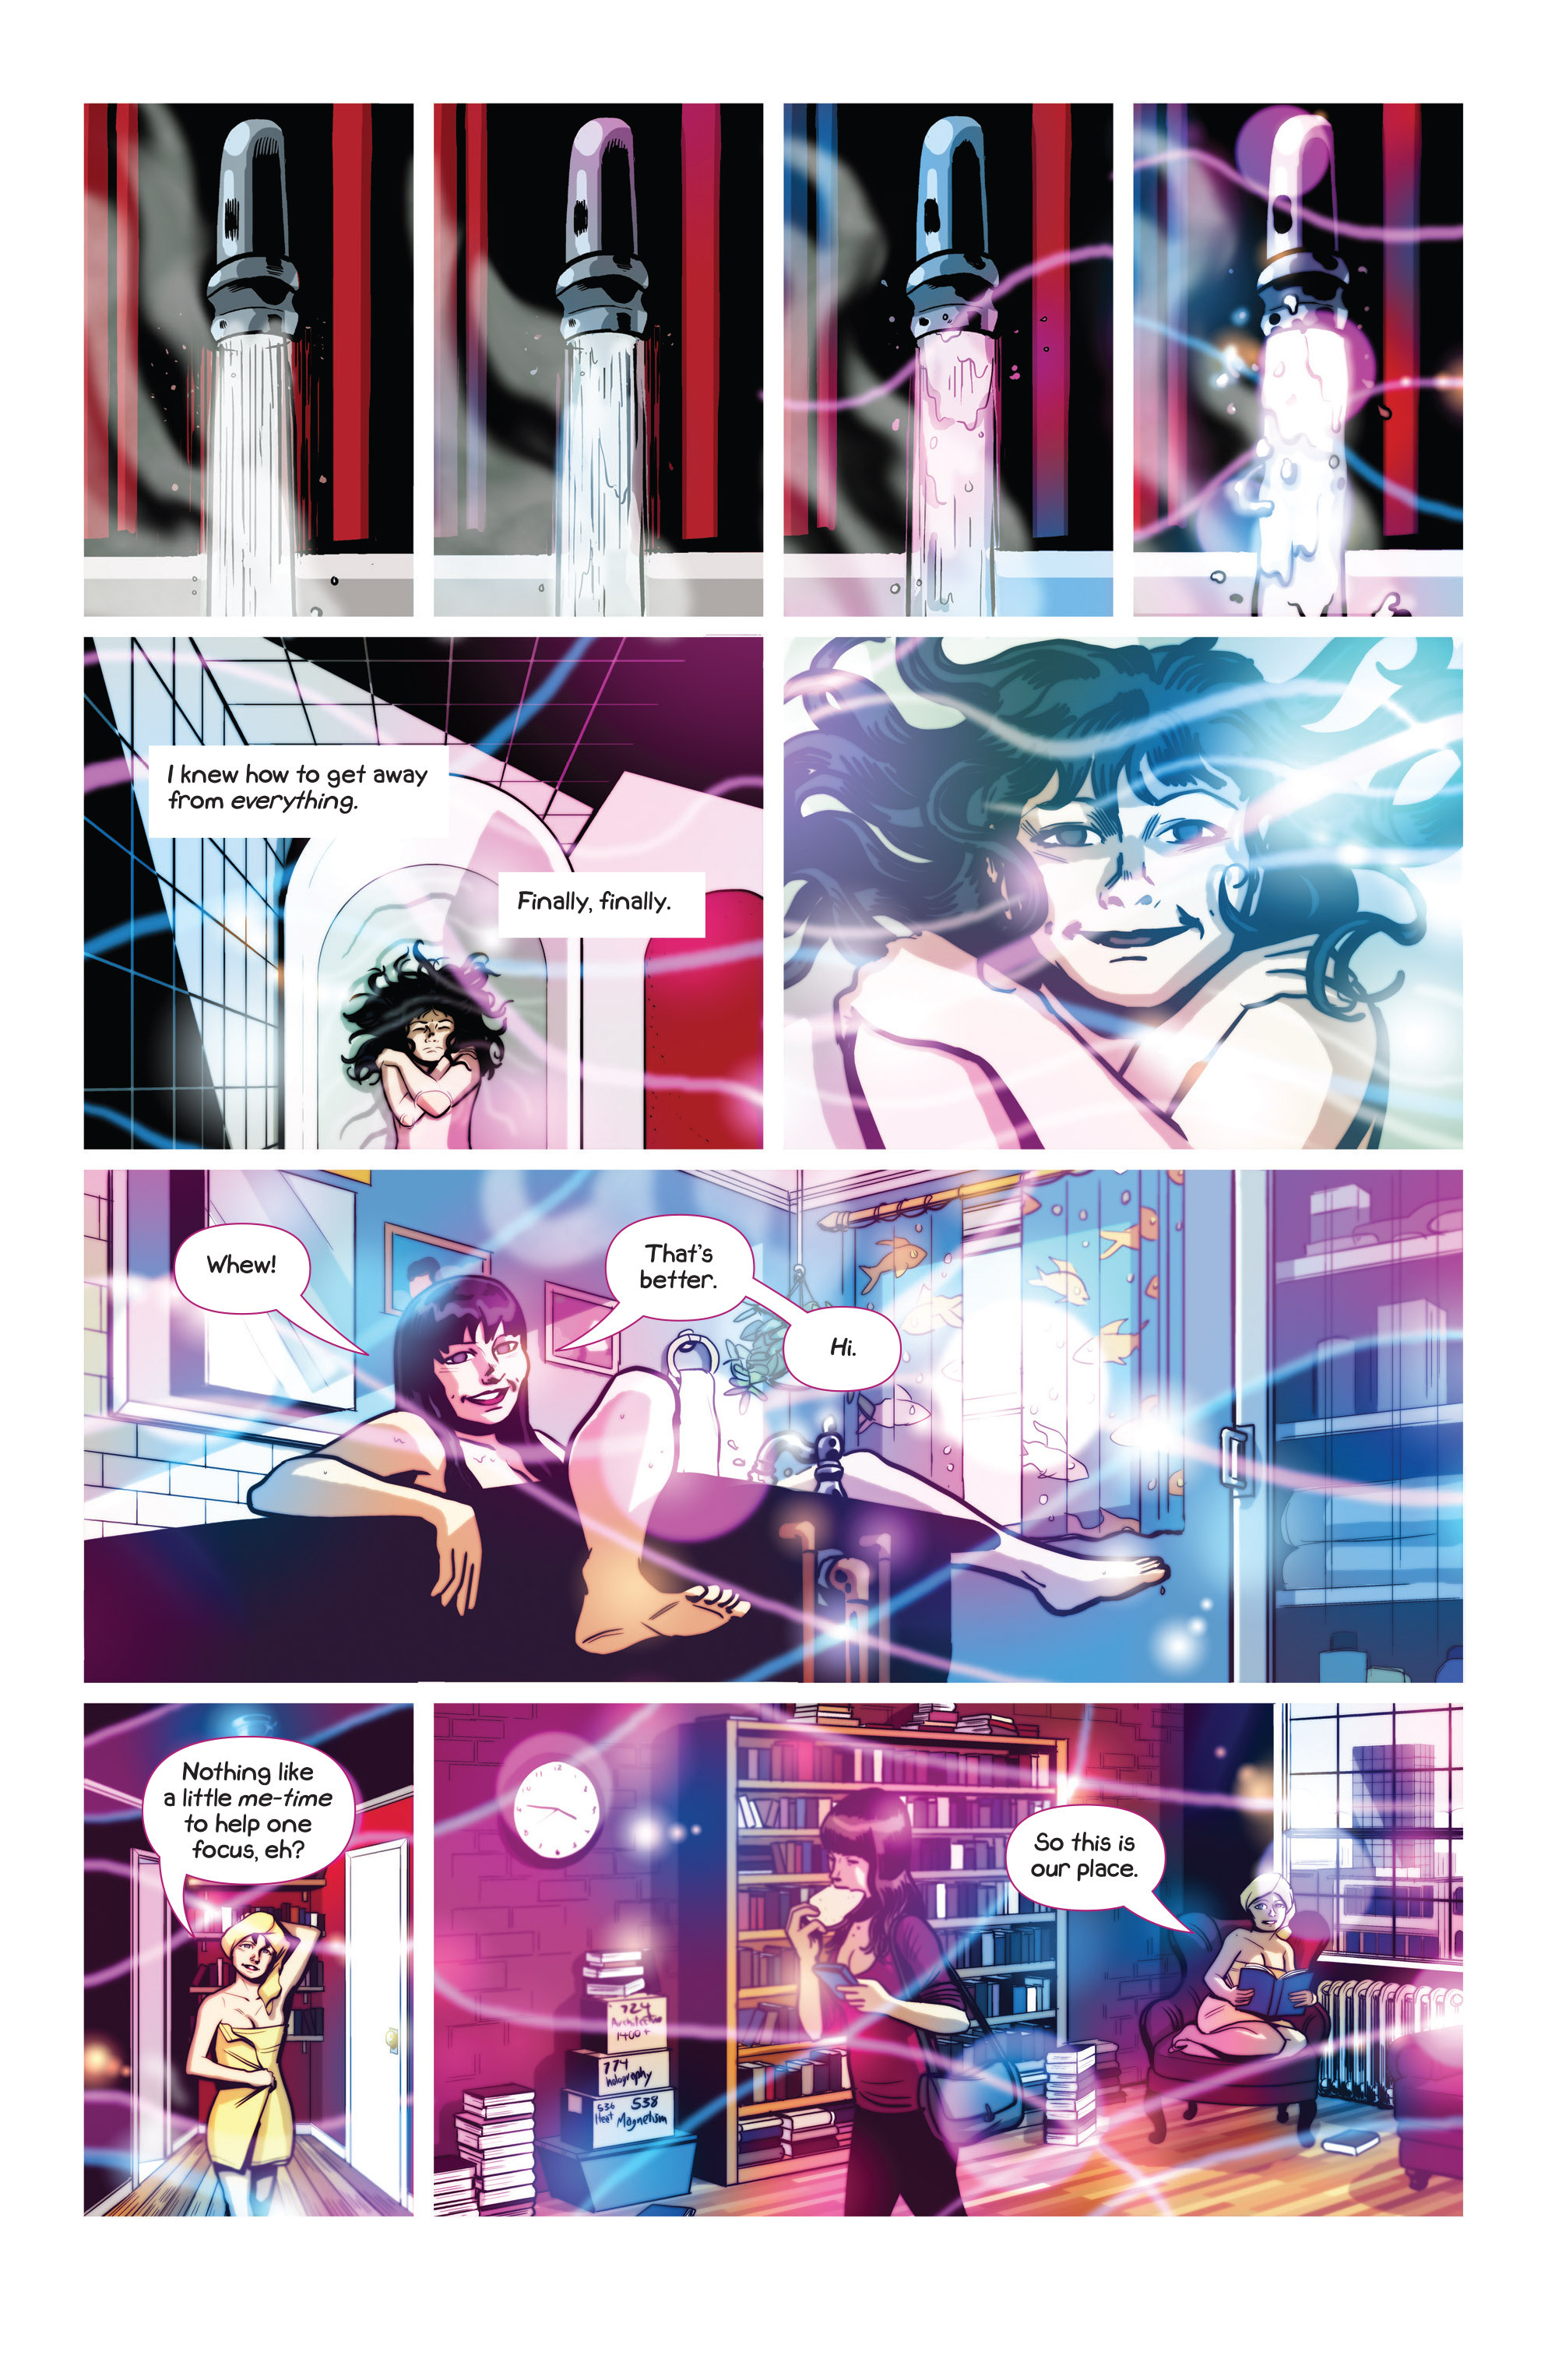 I knew how to get away
from everything.
Finally, finally.
Whew!
That's
better.
Hi.
Nothing like
a little me-time
to help one
focus, eh?
So this is
our place.
724
Architecture
1400+
774
holography
536
Heat
538
Magnetism